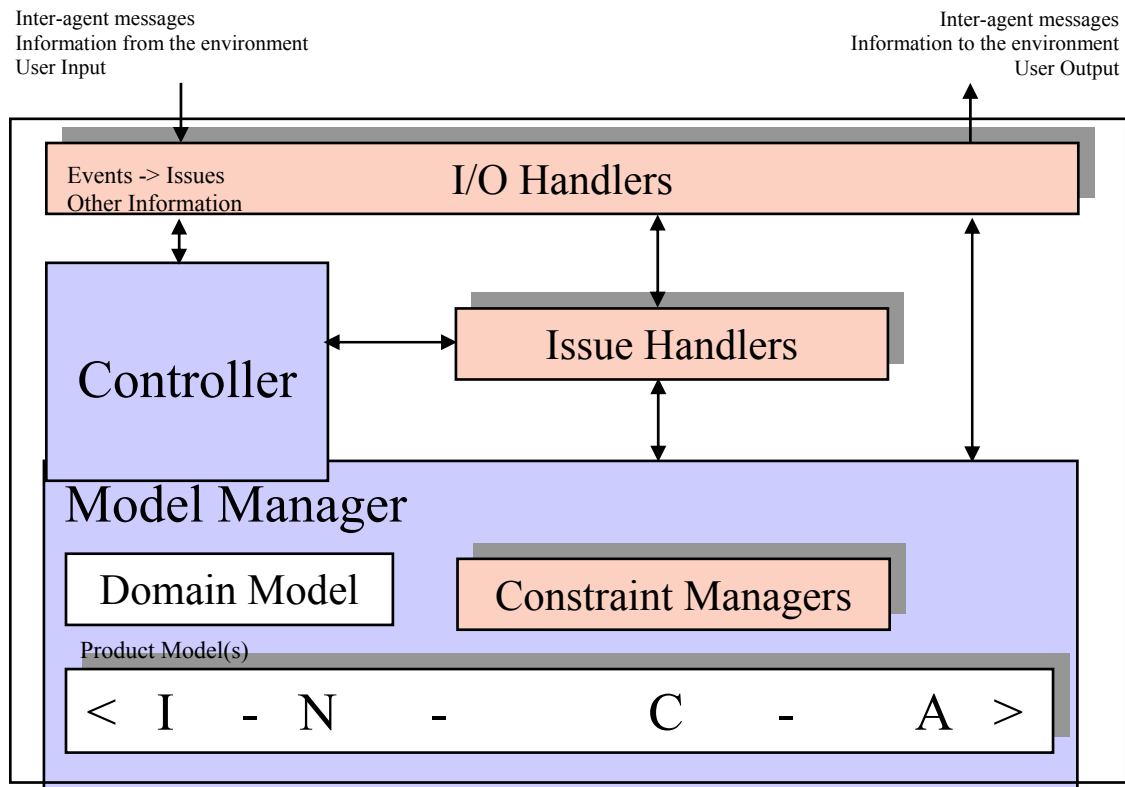 Inter-agent messages
Information from the environment
User Input
Inter-agent messages
Information to the environment
User Output
Events -> Issues
Other Information
I/O Handlers
Controller
Issue Handlers
Model Manager
Domain Model
Constraint Managers
Product Model(s)
< I - N - C - A >